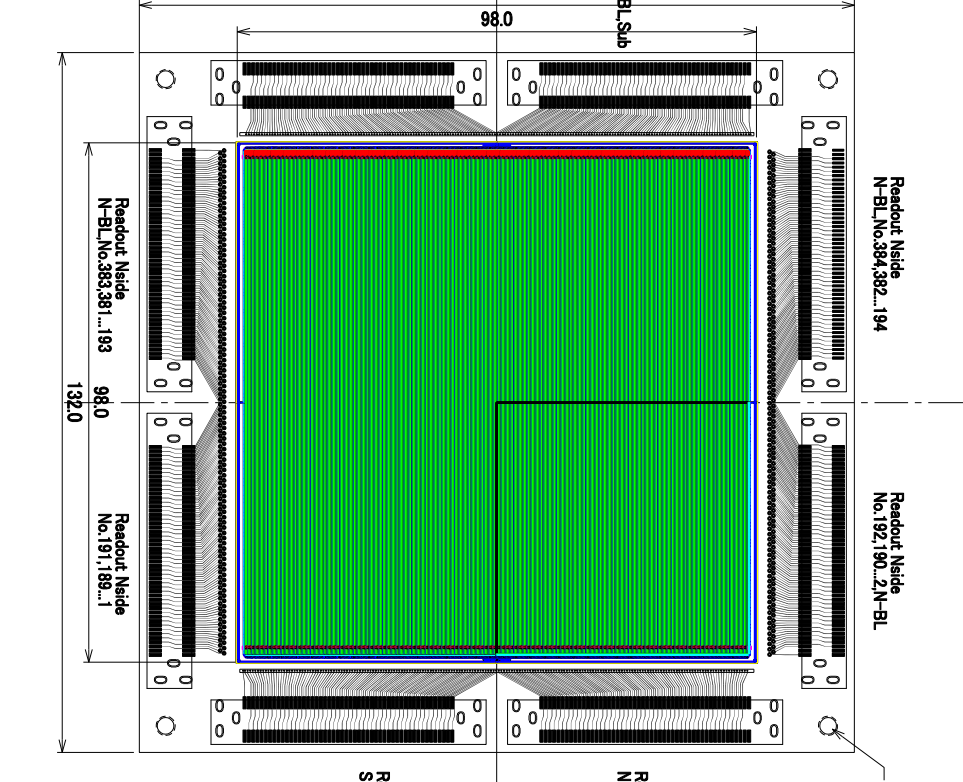 BL,Sub
98.0
Readout Nside
N-BL,No.383,381...193
Readout Nside
N-BL,No.384,382...194
98.0
132.0
Readout Nside
No.191,189...1
Readout Nside
No.192,190...2,N-BL
R
S
R
N